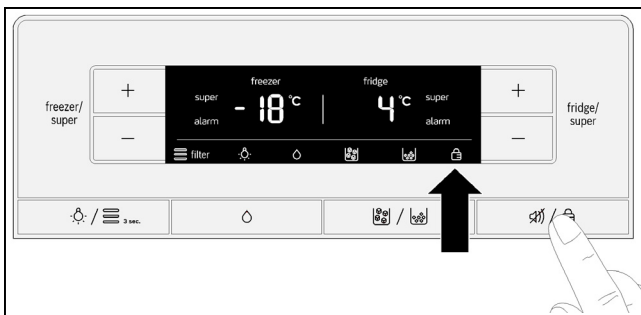 freezer fridge
super super
- 18 °C 4 °C
alarm alarm
filter
freezer/
super
+
−
+
−
fridge/
super
/ 3 sec.
/
/